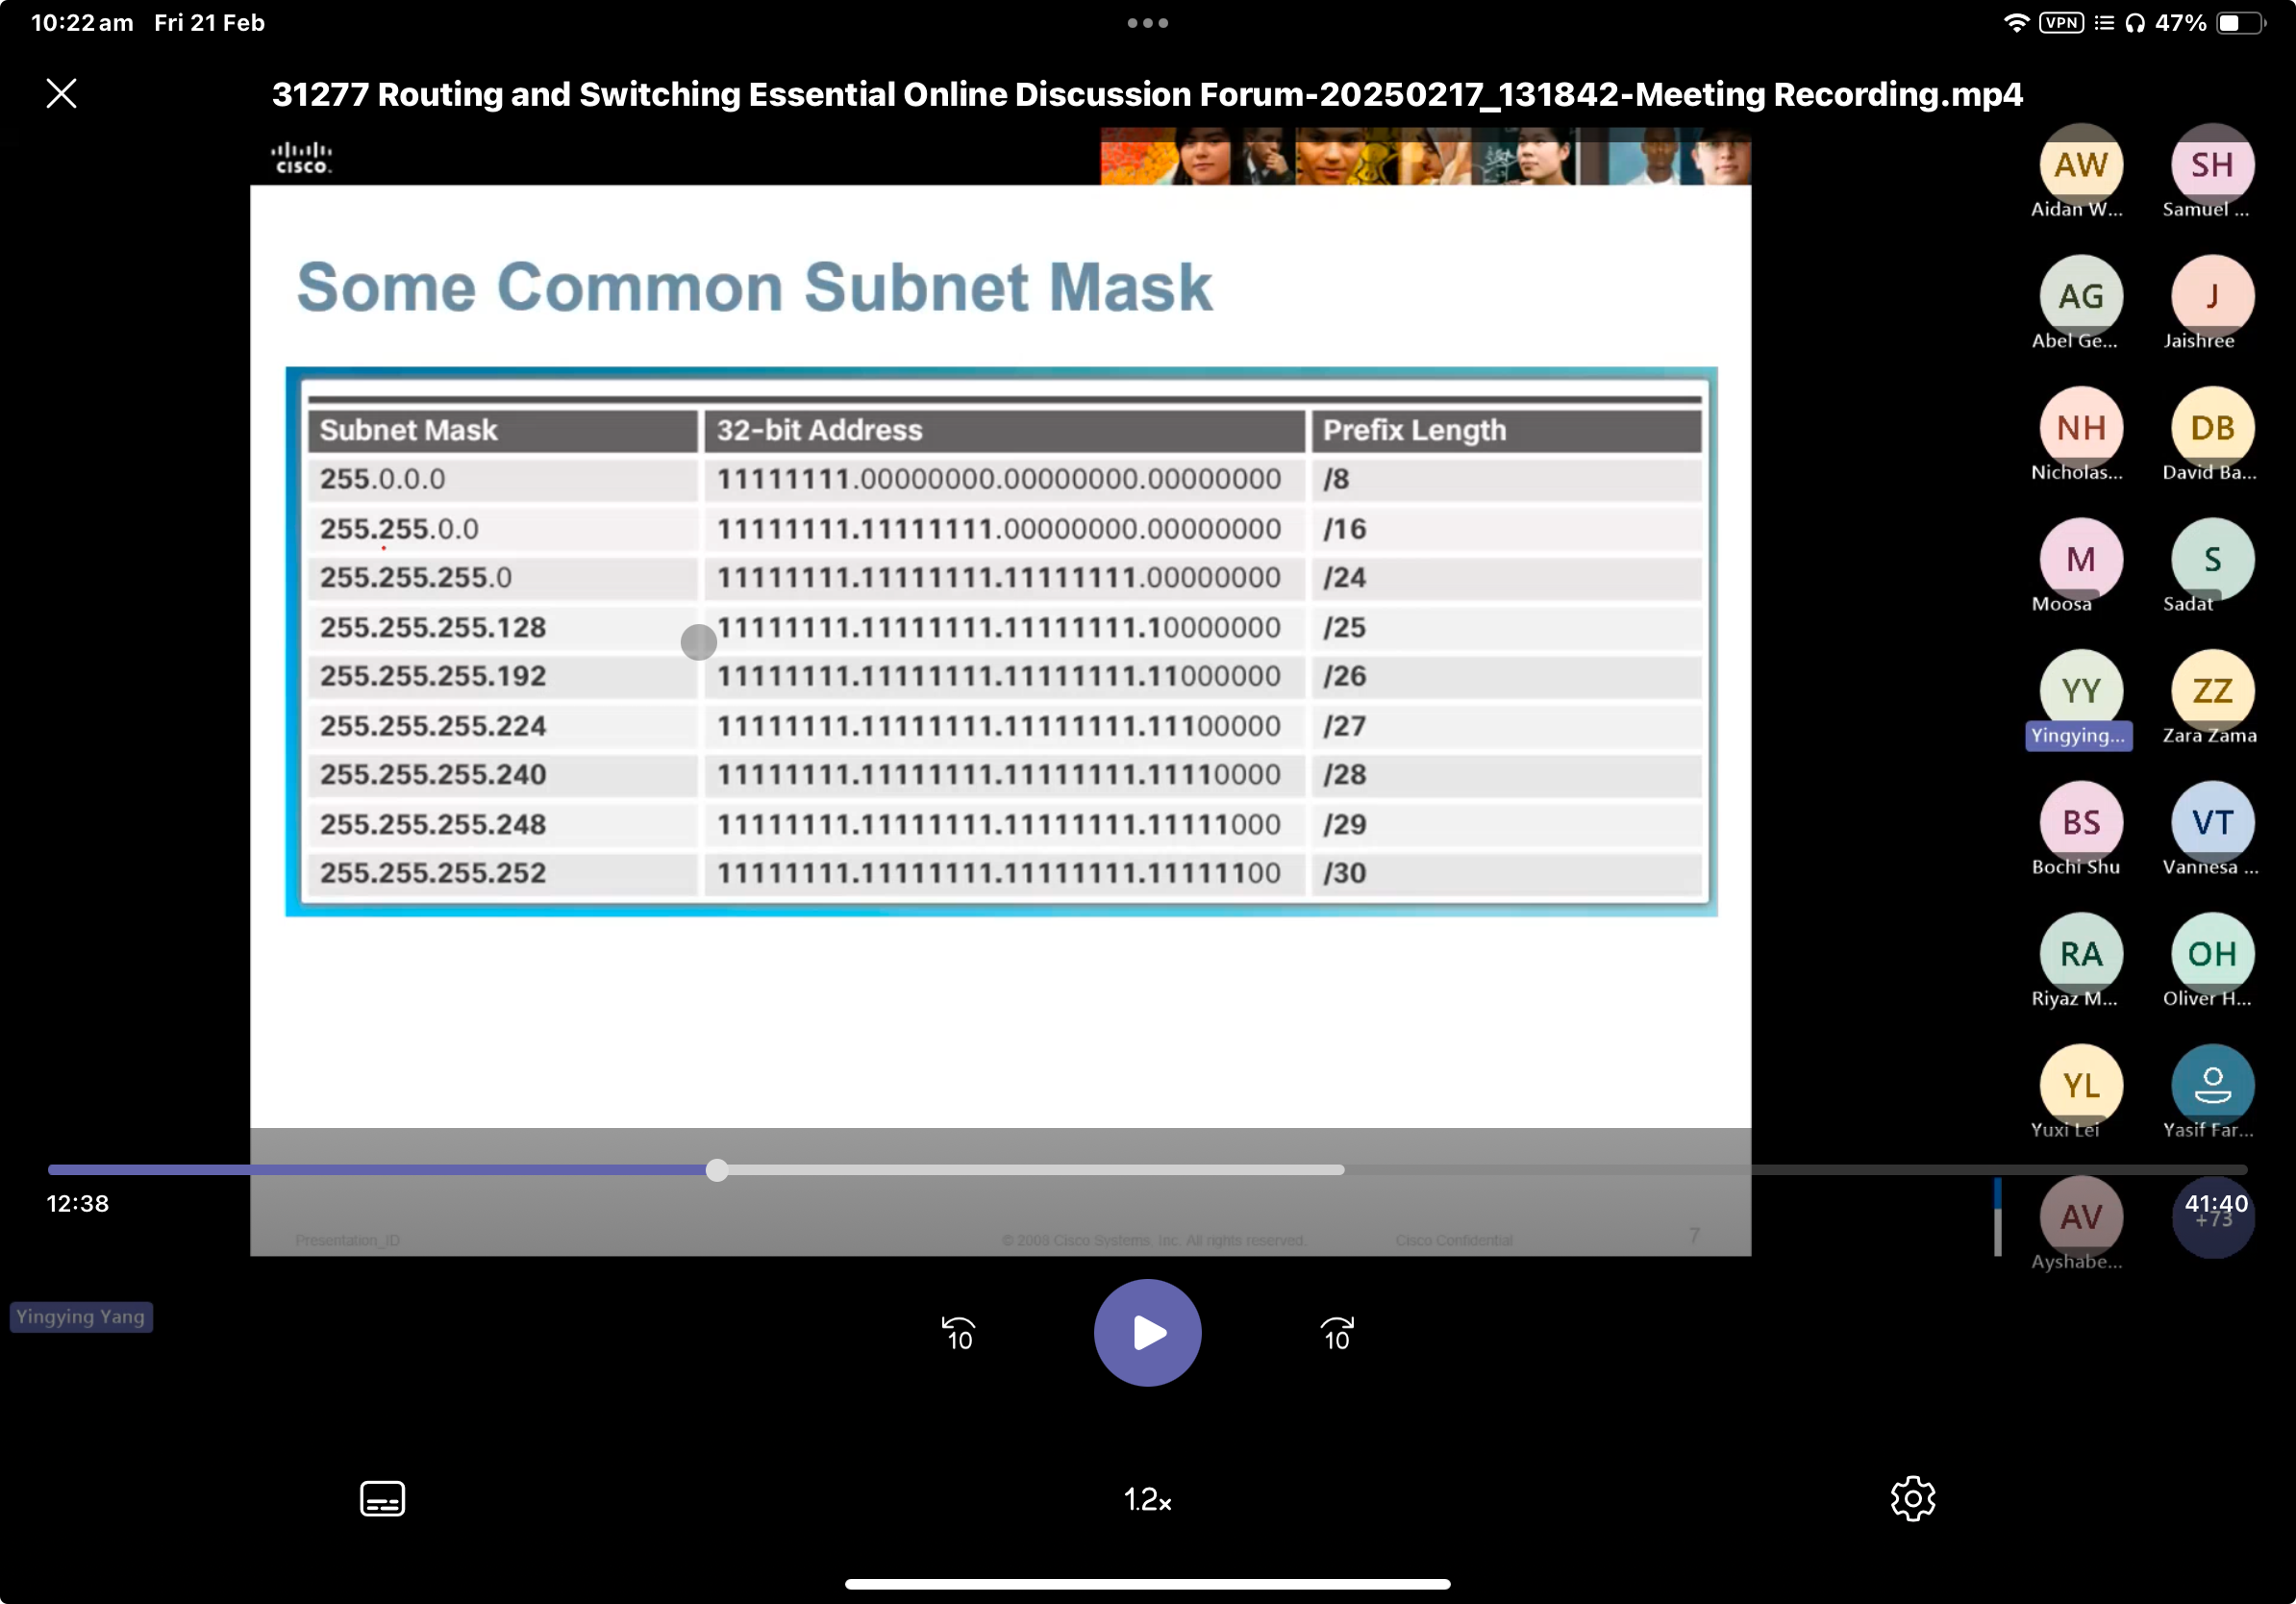 10:22 am Fri 21 Feb
VPN 47%
31277 Routing and Switching Essential Online Discussion Forum-20250217_131842-Meeting Recording.mp4
CISCO.
Some Common Subnet Mask
Subnet Mask 32-bit Address Prefix Length
255.0.0.0 11111111.00000000.00000000.00000000 /8
255.255.0.0 11111111.11111111.00000000.00000000 /16
255.255.255.0 11111111.11111111.11111111.00000000 /24
255.255.255.128 11111111.11111111.11111111.10000000 /25
255.255.255.192 11111111.11111111.11111111.11000000 /26
255.255.255.224 11111111.11111111.11111111.11100000 /27
255.255.255.240 11111111.11111111.11111111.11110000 /28
255.255.255.248 11111111.11111111.11111111.11111000 /29
255.255.255.252 11111111.11111111.11111111.11111100 /30
Presentation_ID © 2008 Cisco Systems, Inc. All rights reserved. Cisco Confidential 7
AW SH
Aidan W... Samuel ...
AG J
Abel Ge... Jaishree
NH DB
Nicholas... David Ba...
M S
Moosa Sadat
YY ZZ
Yingying... Zara Zama
BS VT
Bochi Shu Vannesa ...
RA OH
Riyaz M... Oliver H...
YL
Yuxi Lei Yasif Far...
AV +73
Ayshabe...
12:38 41:40
Yingying Yang
10 10
1.2x